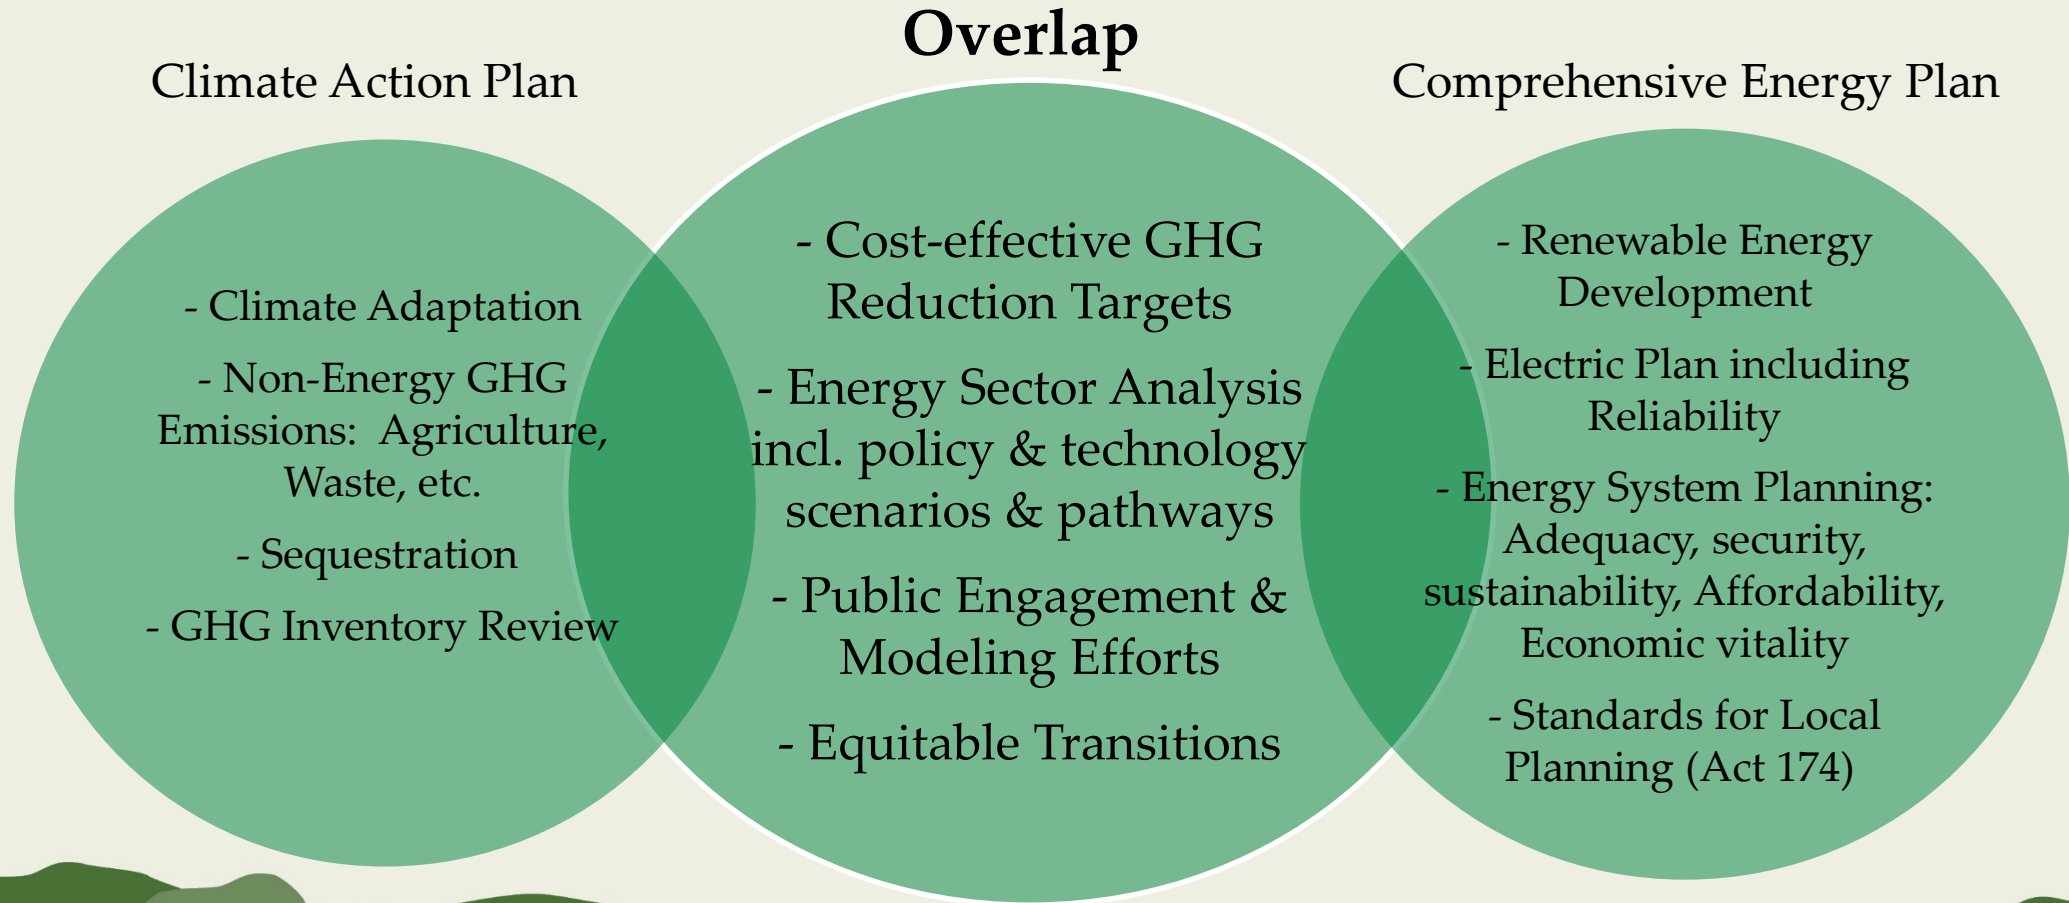 Overlap
Climate Action Plan
- Climate Adaptation
- Non-Energy GHG
Emissions:  Agriculture,
Waste, etc.
- Sequestration
- GHG Inventory Review
- Cost-effective GHG
Reduction Targets
- Energy Sector Analysis
incl. policy & technology
scenarios & pathways
- Public Engagement &
Modeling Efforts
- Equitable Transitions
Comprehensive Energy Plan
- Renewable Energy
Development
- Electric Plan including
Reliability
- Energy System Planning:
Adequacy, security,
sustainability, Affordability,
Economic vitality
- Standards for Local
Planning (Act 174)